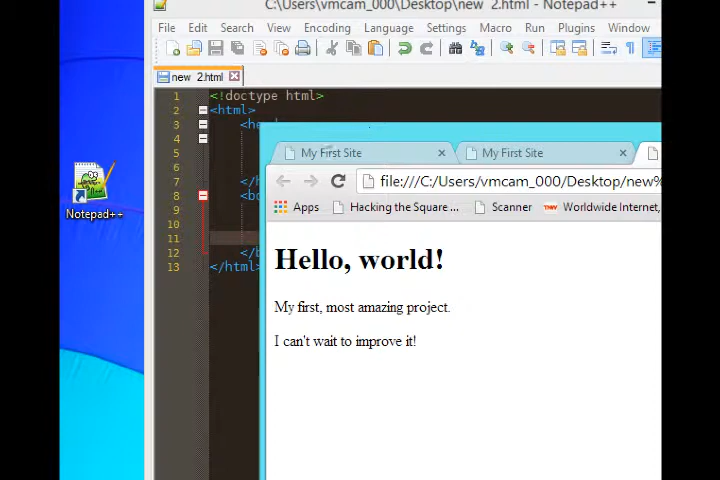 C:\Users\vmcam_000\Desktop\new 2.html - Notepad++
File Edit Search View Encoding Language Settings Macro Run Plugins Window
new 2.html
1 <!doctype html>
2 <html>
3 <he
4
5
6
7 </h
8 <bo
9
10
11
12 </b
13 </html>
Notepad++
My First Site
My First Site
file:///C:/Users/vmcam_000/Desktop/new%
Apps Hacking the Square ... Scanner TWW Worldwide Internet,
Hello, world!
My first, most amazing project.
I can't wait to improve it!